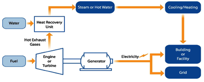 Steam or Hot Water
Cooling/Heating
Water
Heat Recovery
Unit
Hot Exhaust
Gases
Building
or
Facility
Engine
or
Turbine
Electricity
Fuel
Generator
Grid